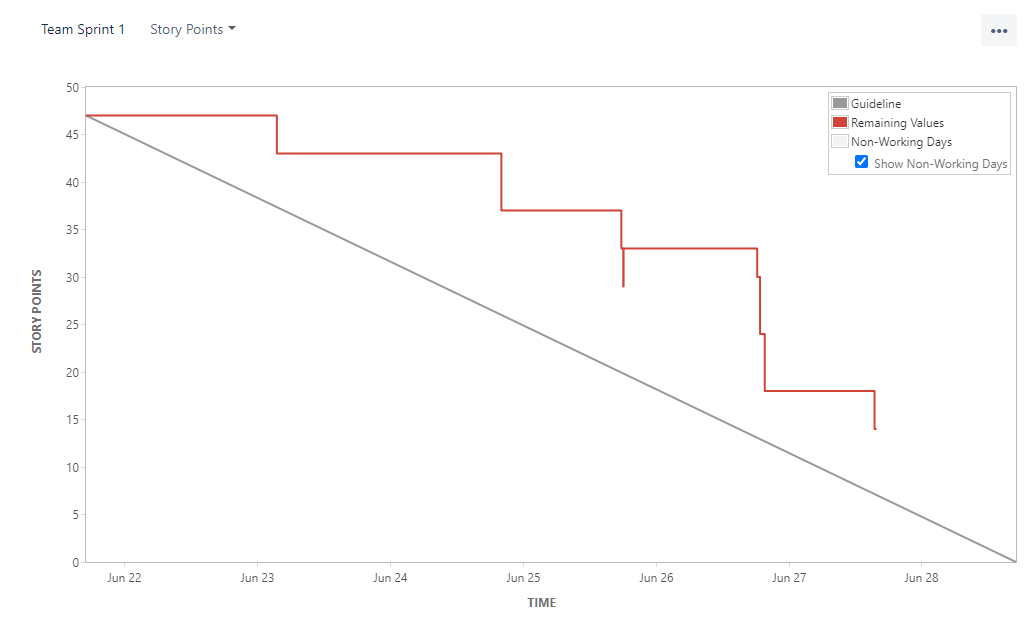 Team Sprint 1 Story Points
•••
50
45
40
35
30
25
20
15
10
5
0
STORY POINTS
Guideline
Remaining Values
Non-Working Days
Show Non-Working Days
Jun 22 Jun 23 Jun 24 Jun 25 Jun 26 Jun 27 Jun 28
TIME